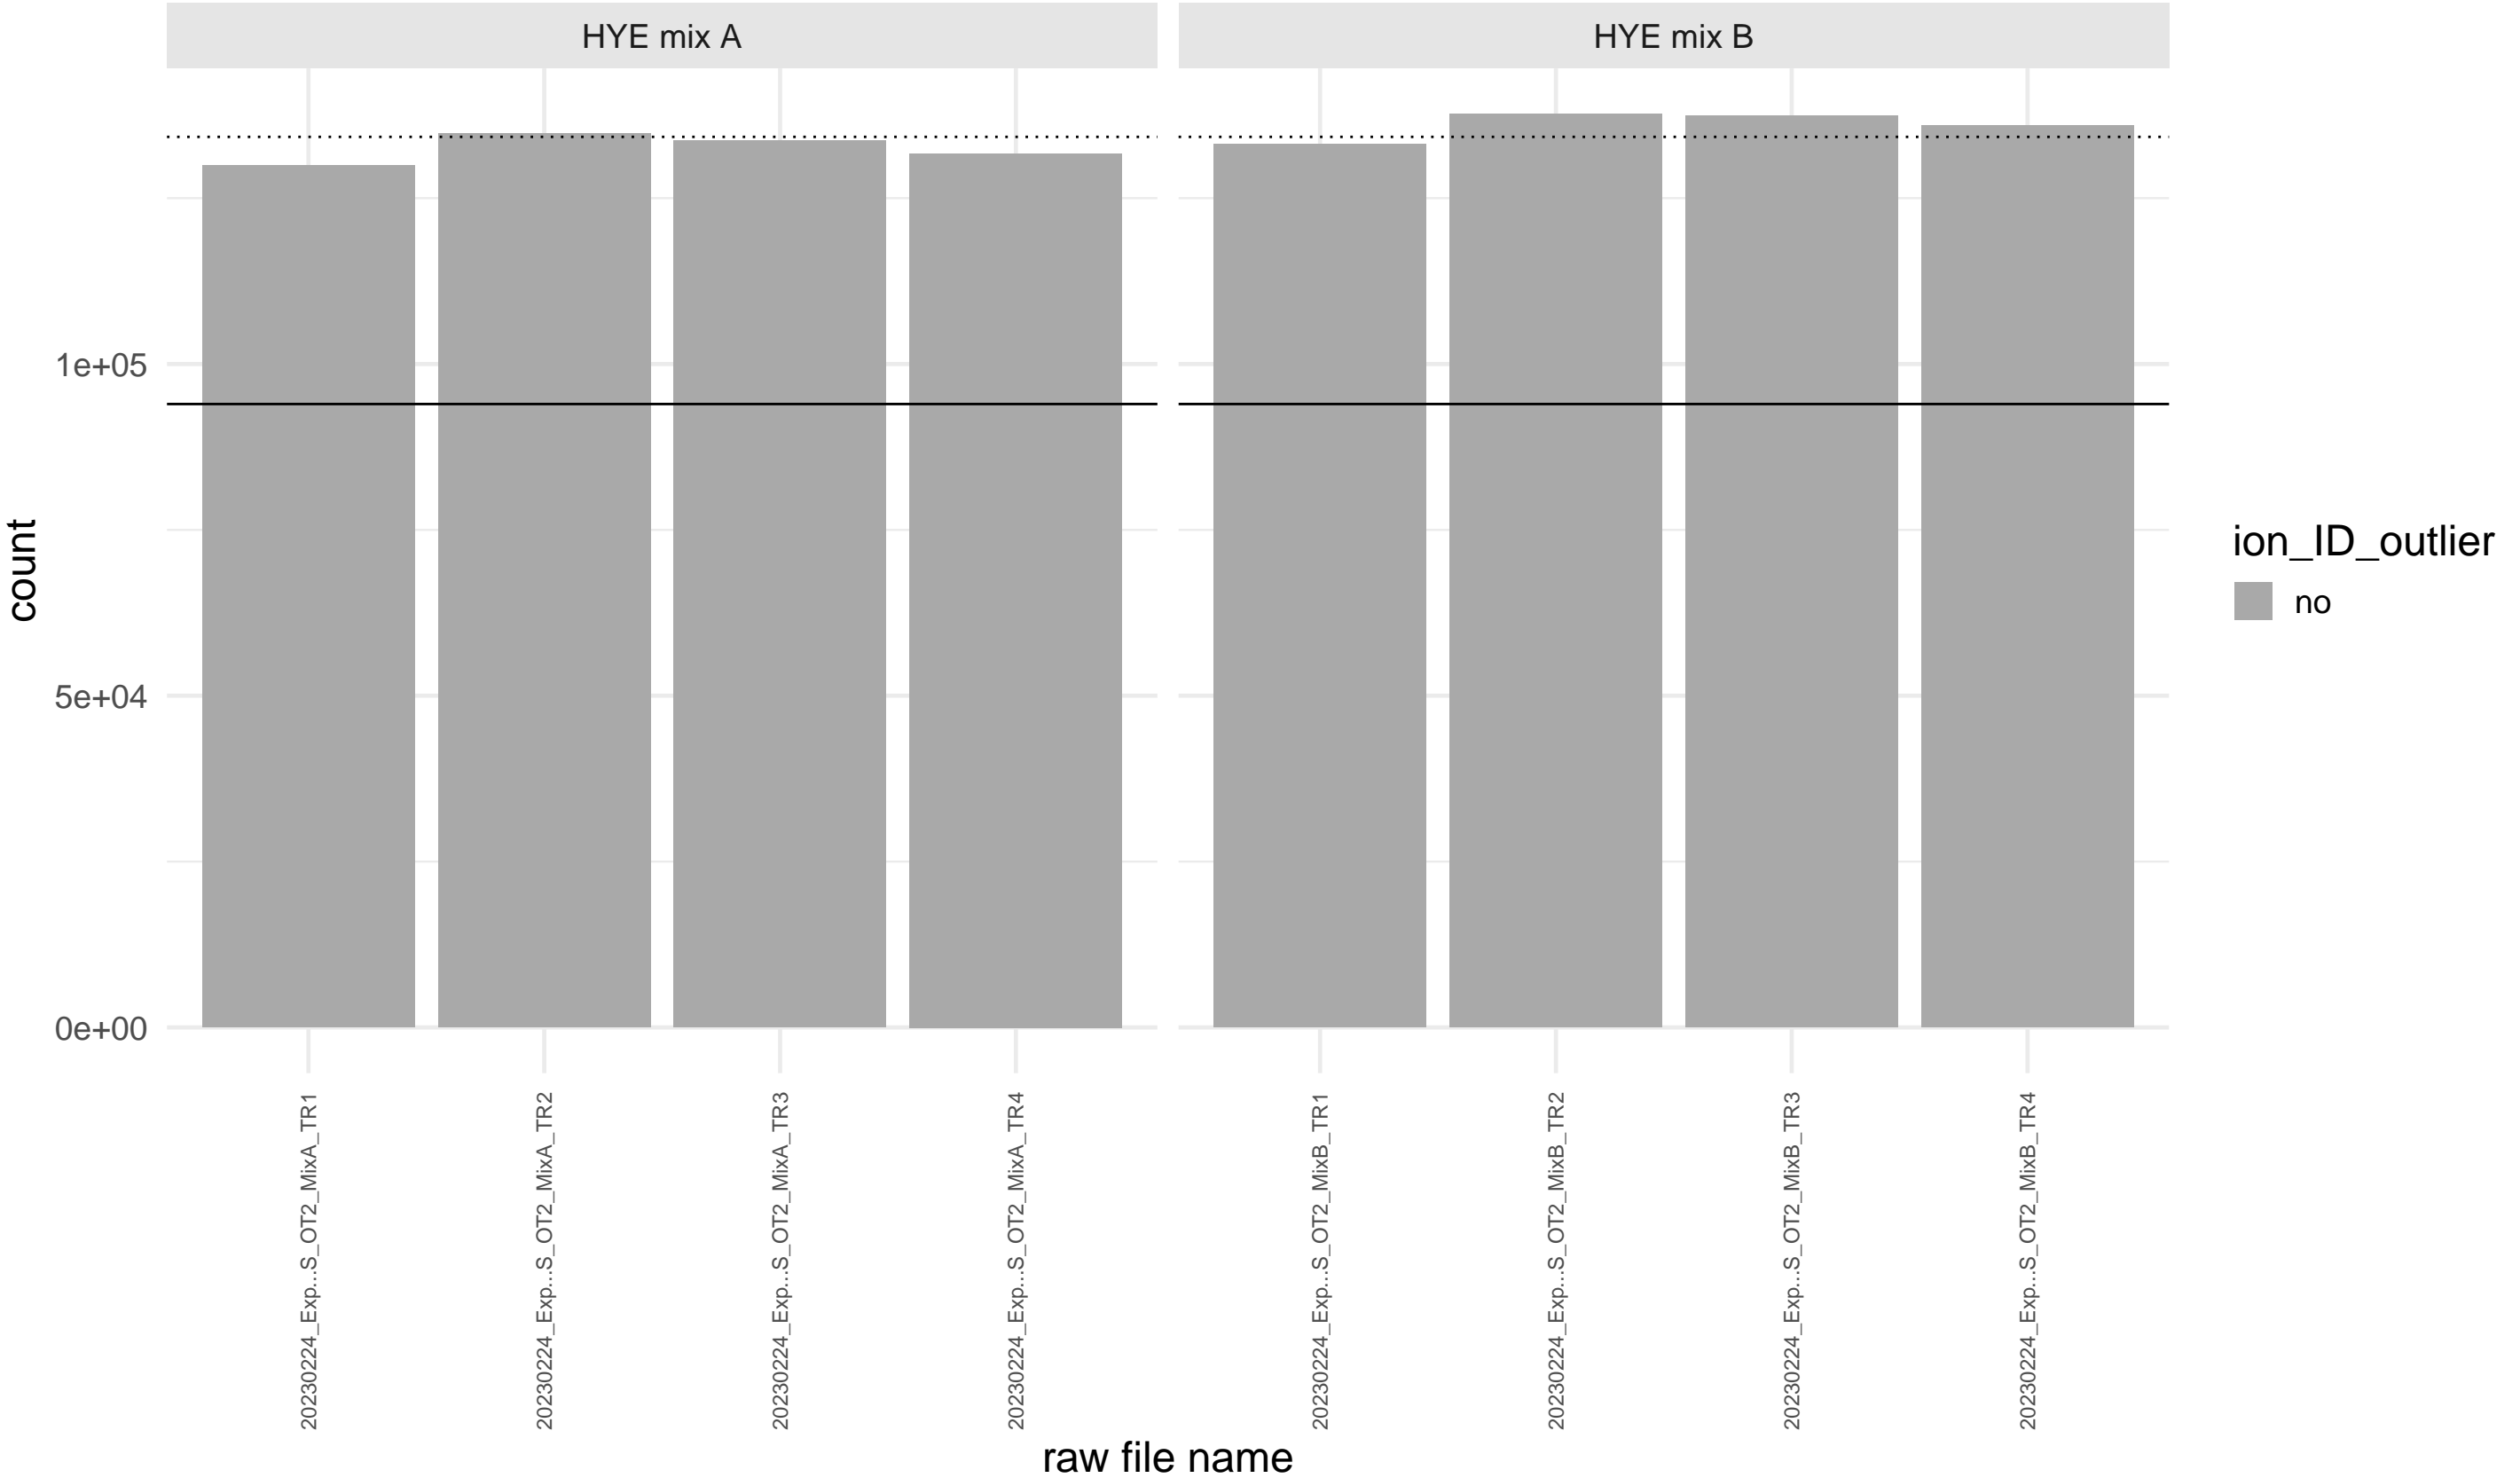 HYE mix A
HYE mix B
1e+05
5e+04
0e+00
count
20230224_Exp...S_OT2_MixA_TR1
20230224_Exp...S_OT2_MixA_TR2
20230224_Exp...S_OT2_MixA_TR3
20230224_Exp...S_OT2_MixA_TR4
20230224_Exp...S_OT2_MixB_TR1
20230224_Exp...S_OT2_MixB_TR2
20230224_Exp...S_OT2_MixB_TR3
20230224_Exp...S_OT2_MixB_TR4
raw file name
ion_ID_outlier
no